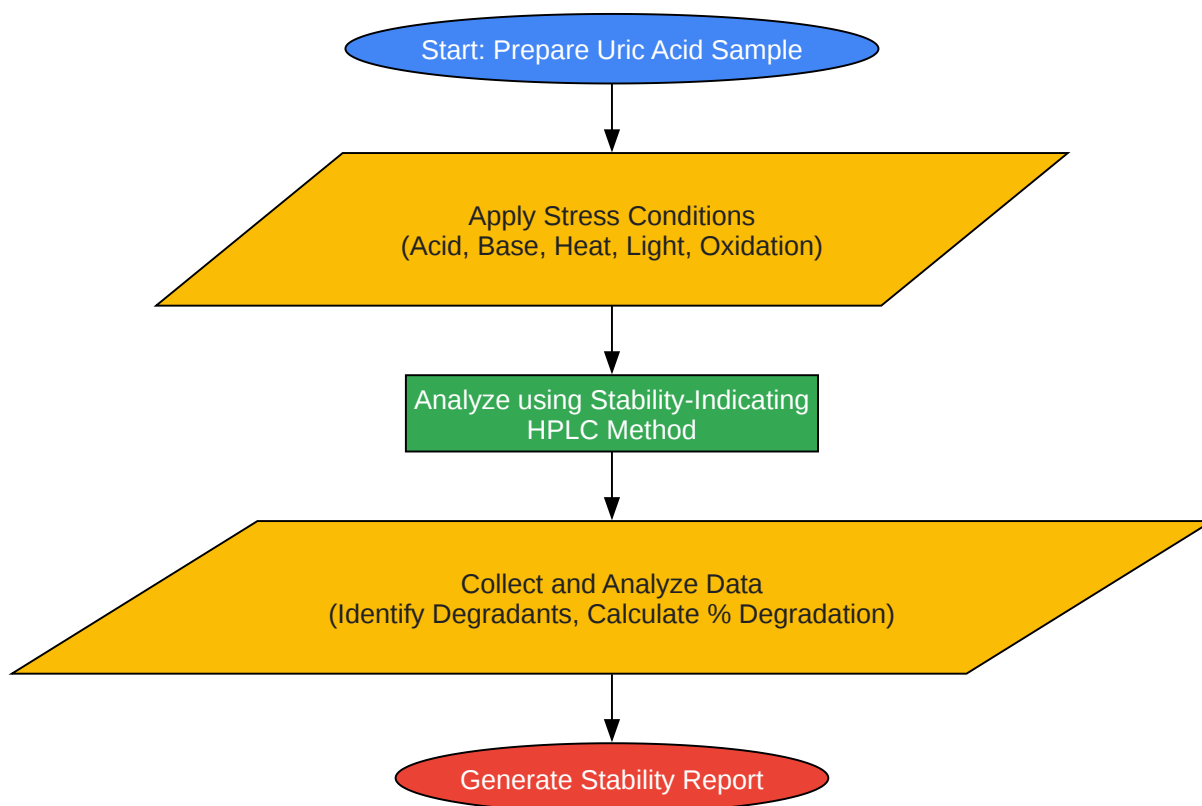 Start: Prepare Uric Acid Sample
Apply Stress Conditions
(Acid, Base, Heat, Light, Oxidation)
Analyze using Stability-Indicating
HPLC Method
Collect and Analyze Data
(Identify Degradants, Calculate % Degradation)
Generate Stability Report